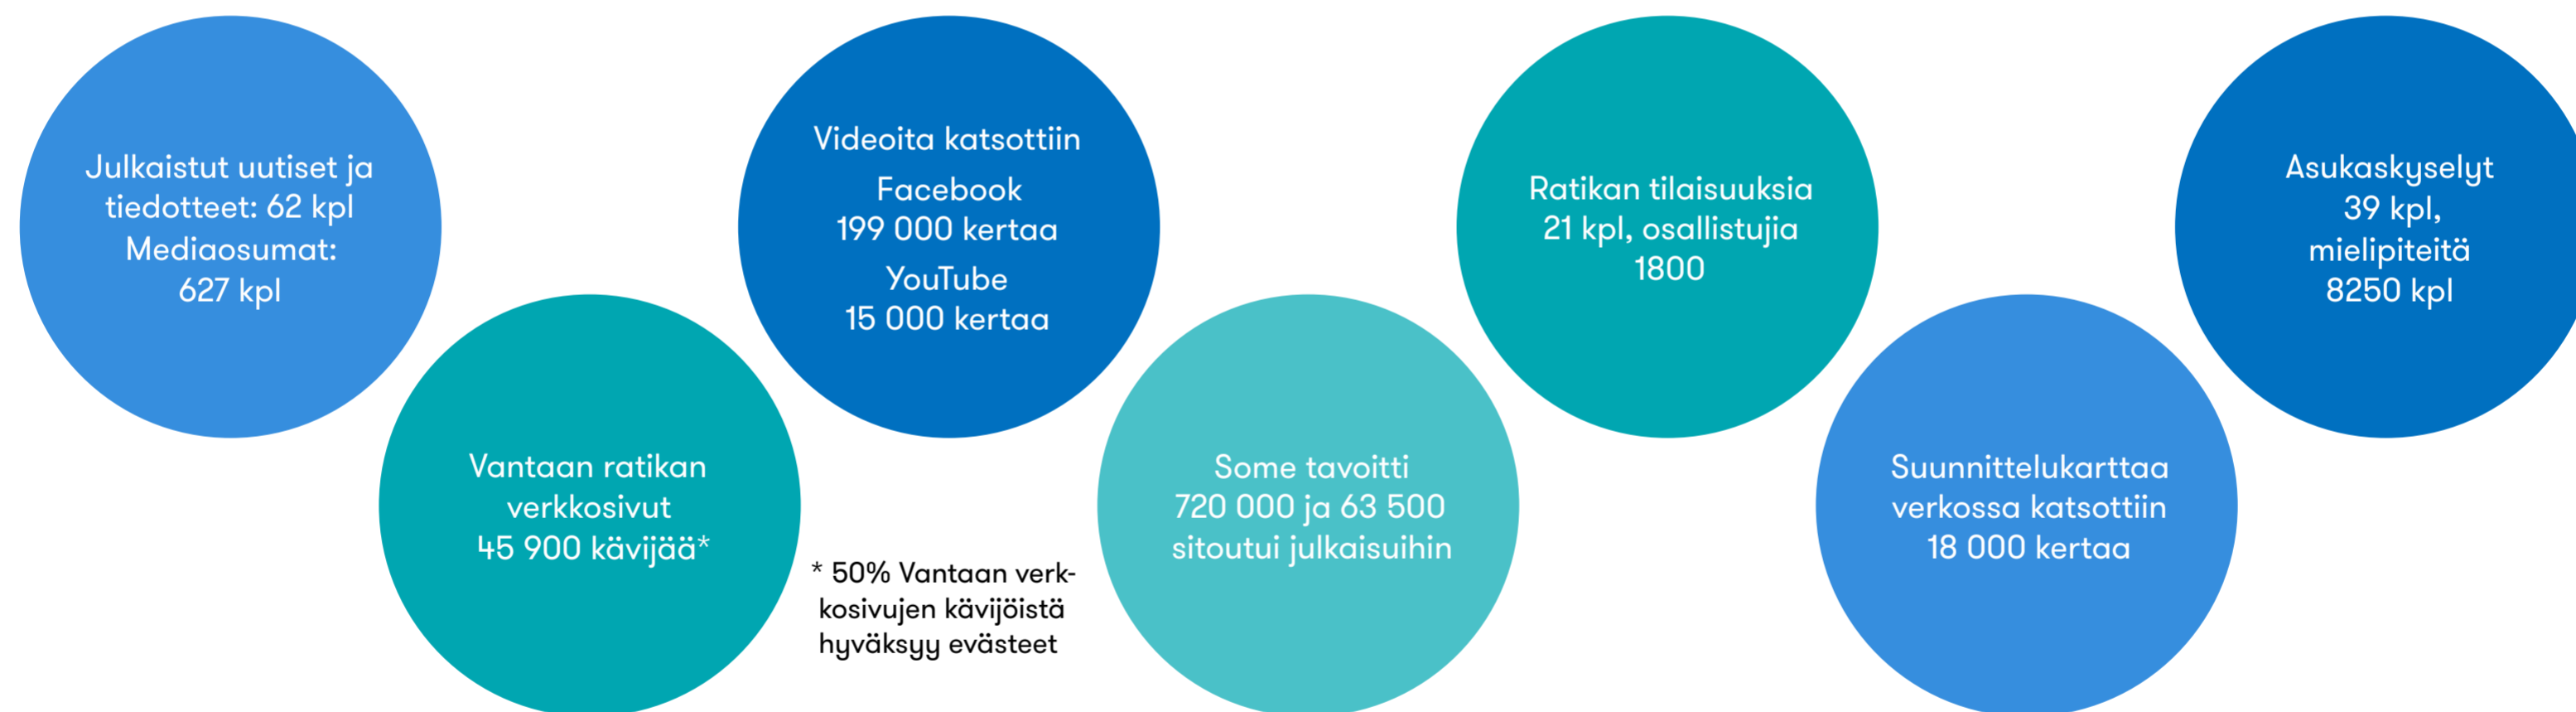 Julkaistut uutiset ja
tiedotteet: 62 kpl
Mediaosumat:
627 kpl
Vantaan ratikan
verkkosivut
45 900 kävijää*
* 50% Vantaan verk-
kosivujen kävijöistä
hyväksyy evästeet
Videoita katsottiin
Facebook
199 000 kertaa
YouTube
15 000 kertaa
Some tavoitti
720 000 ja 63 500
sitoutui julkaisuihin
Ratikan tilaisuuksia
21 kpl, osallistujia
1800
Suunnittelukarttaa
verkossa katsottiin
18 000 kertaa
Asukaskyselyt
39 kpl,
mielipiteitä
8250 kpl